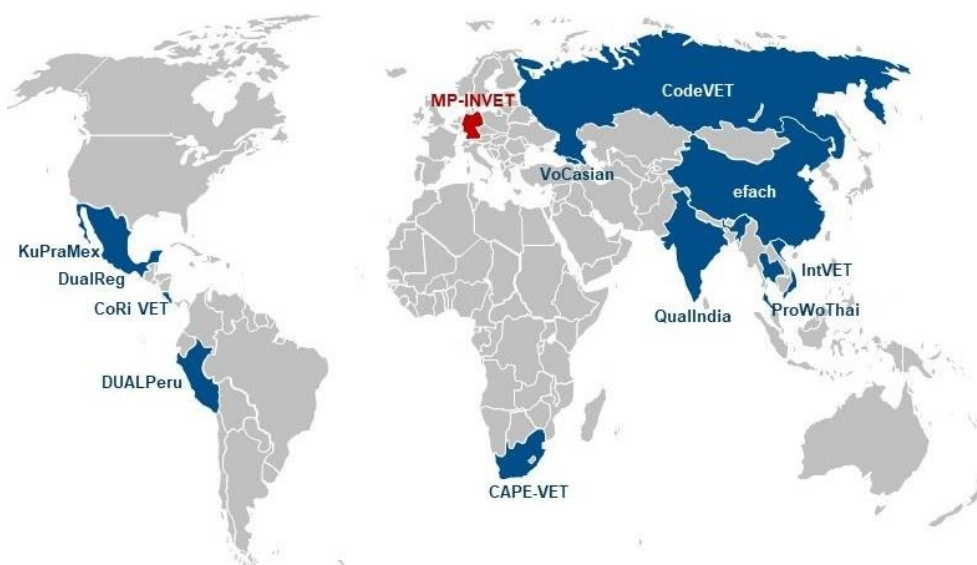 CodeVET
MP-INVET
VoCasian
efach
KuPraMex
DualReg
IntVET
CoRi VET
QualIndia
ProWoThai
DUALPeru
CAPE-VET